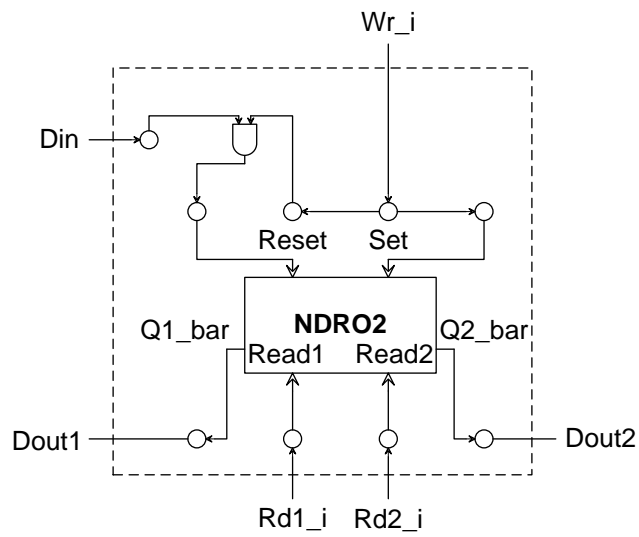 Wr_i
Din
Reset Set
NDRO2
Q1_bar Q2_bar
Read1 Read2
Dout1 Dout2
Rd1_i Rd2_i